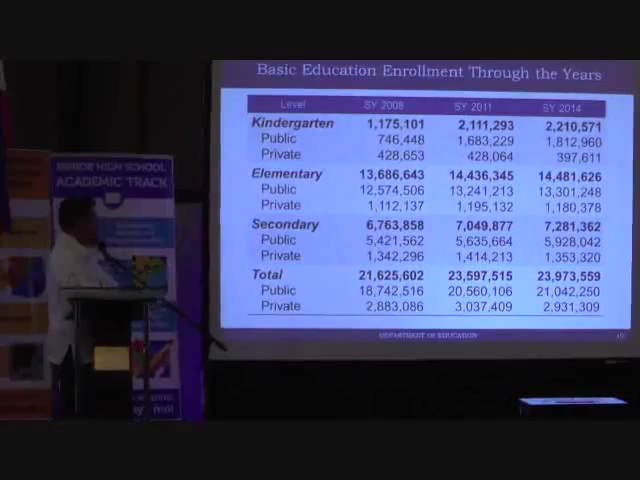 Basic Education Enrollment Through the Years
Level SY 2008 SY 2011 SY 2014
Kindergarten 1,175,101 2,111,293 2,210,571
Public 746,448 1,683,229 1,812,960
Private 428,653 428,064 397,611
Elementary 13,686,643 14,436,345 14,481,626
Public 12,574,506 13,241,213 13,301,248
Private 1,112,137 1,195,132 1,180,378
Secondary 6,763,858 7,049,877 7,281,362
Public 5,421,562 5,635,664 5,928,042
Private 1,342,296 1,414,213 1,353,320
Total 21,625,602 23,597,515 23,973,559
Public 18,742,516 20,560,106 21,042,250
Private 2,883,086 3,037,409 2,931,309
DEPARTMENT OF EDUCATION
SENIOR HIGH SCHOOL
ACADEMIC TRACK